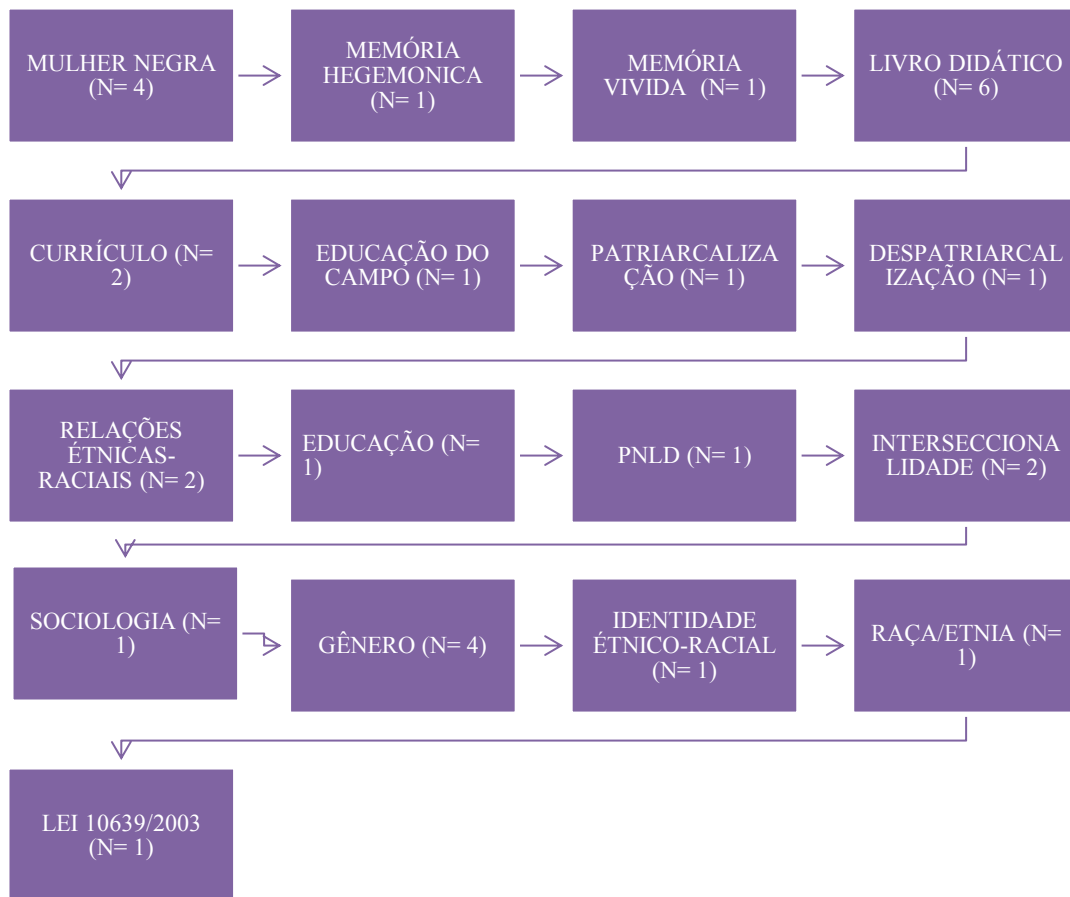 MULHER NEGRA
(N= 4)
MEMÓRIA
HEGEMONICA
(N= 1)
MEMÓRIA
VIVIDA (N= 1)
LIVRO DIDÁTICO
(N= 6)
CURRÍCULO (N=
2)
EDUCAÇÃO DO
CAMPO (N= 1)
PATRIARCALIZA
ÇÃO (N= 1)
DESPATRIARCAL
IZAÇÃO (N= 1)
RELAÇÕES
ÉTNICAS-
RACIAIS (N= 2)
EDUCAÇÃO (N=
1)
PNLD (N= 1)
INTERSECCIONA
LIDADE (N= 2)
SOCIOLOGIA (N=
1)
GÊNERO (N= 4)
IDENTIDADE
ÉTNICO-RACIAL
(N= 1)
RAÇA/ETNIA (N=
1)
LEI 10639/2003
(N= 1)